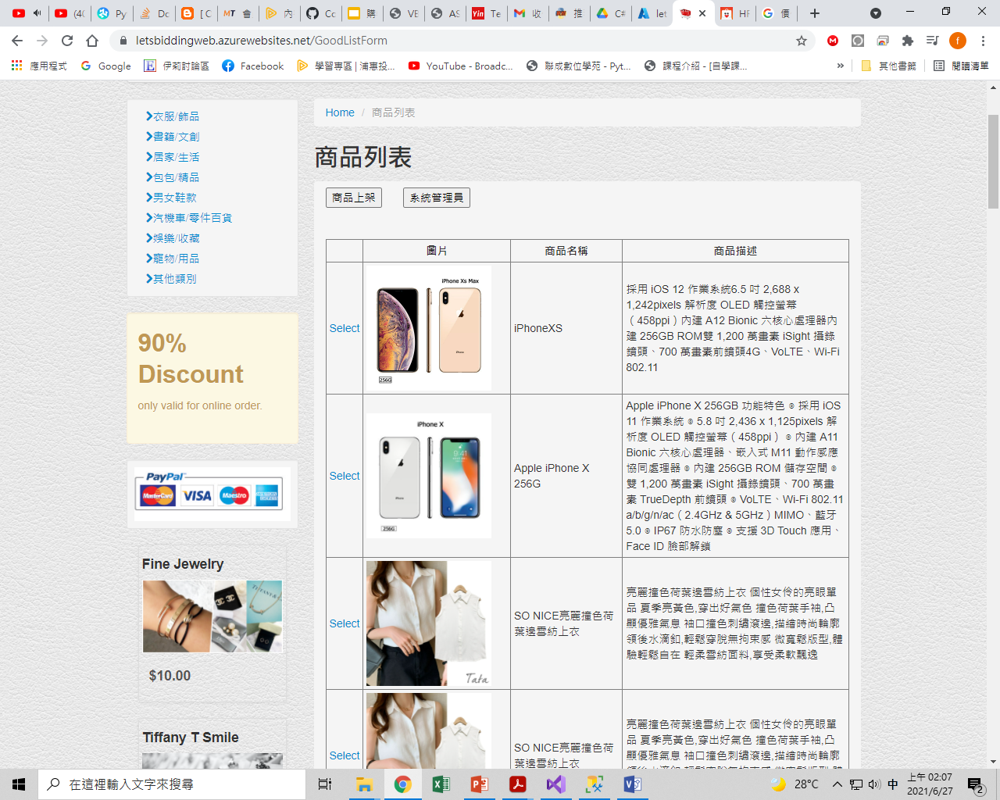 (4(
Py
Dc
[ C
會
內
Cc
購
VE
AS
Te
收
推
C#
let
HF
價
letsbiddingweb.azurewebsites.net/GoodListForm
應用程式
Google
伊莉討論區
Facebook
學習專區 | 浦惠投...
YouTube - Broadc...
聯成數位學苑 - Pyt...
課程介紹 - [自學課...
»
其他書籤
閱讀清單
衣服/飾品
書籍/文創
居家/生活
包包/精品
男女鞋款
汽機車/零件百貨
娛樂/收藏
寵物/用品
其他類別
90%
Discount
only valid for online order.
PayPal
MasterCard
VISA
Maestro
Fine Jewelry
$10.00
Tiffany T Smile
Home / 商品列表
商品列表
商品上架
系統管理員
圖片 商品名稱 商品描述
Select
iPhone Xs Max
256G
iPhoneXS
採用 iOS 12 作業系統6.5 吋 2,688 x
1,242pixels 解析度 OLED 觸控螢幕
（458ppi）內建 A12 Bionic 六核心處理器內
建 256GB ROM雙 1,200 萬畫素 iSight 攝錄
鏡頭、700 萬畫素前鏡頭4G、VoLTE、Wi-Fi
802.11
Select
iPhone X
256G
Apple iPhone X
256G
Apple iPhone X 256GB 功能特色 ⊙ 採用 iOS
11 作業系統 ⊙ 5.8 吋 2,436 x 1,125pixels 解
析度 OLED 觸控螢幕（458ppi） ⊙ 內建 A11
Bionic 六核心處理器、嵌入式 M11 動作感應
協同處理器 ⊙ 內建 256GB ROM 儲存空間 ⊙
雙 1,200 萬畫素 iSight 攝錄鏡頭、700 萬畫
素 TrueDepth 前鏡頭 ⊙ VoLTE、Wi-Fi 802.11
a/b/g/n/ac（2.4GHz & 5GHz）MIMO、藍牙
5.0 ⊙ IP67 防水防塵 ⊙ 支援 3D Touch 應用、
Face ID 臉部解鎖
Select
Tata
SO NICE亮麗撞色荷
葉邊雪紡上衣
亮麗撞色荷葉邊雪紡上衣 個性女伶的亮眼單
品 夏季亮黃色,穿出好氣色 撞色荷葉手袖,凸
顯優雅氣息 袖口撞色刺繡滾邊,描繪時尚輪廓
領後水滴釦,輕鬆穿脫無拘束感 微寬鬆版型,體
驗輕鬆自在 輕柔雪紡面料,享受柔軟飄逸
Select
SO NICE亮麗撞色荷
葉邊雪紡上衣
亮麗撞色荷葉邊雪紡上衣 個性女伶的亮眼單
品 夏季亮黃色,穿出好氣色 撞色荷葉手袖,凸
顯優雅氣息 袖口撞色刺繡滾邊,描繪時尚輪廓
在這裡輸入文字來搜尋
28°C
中
上午 02:07
2021/6/27
2